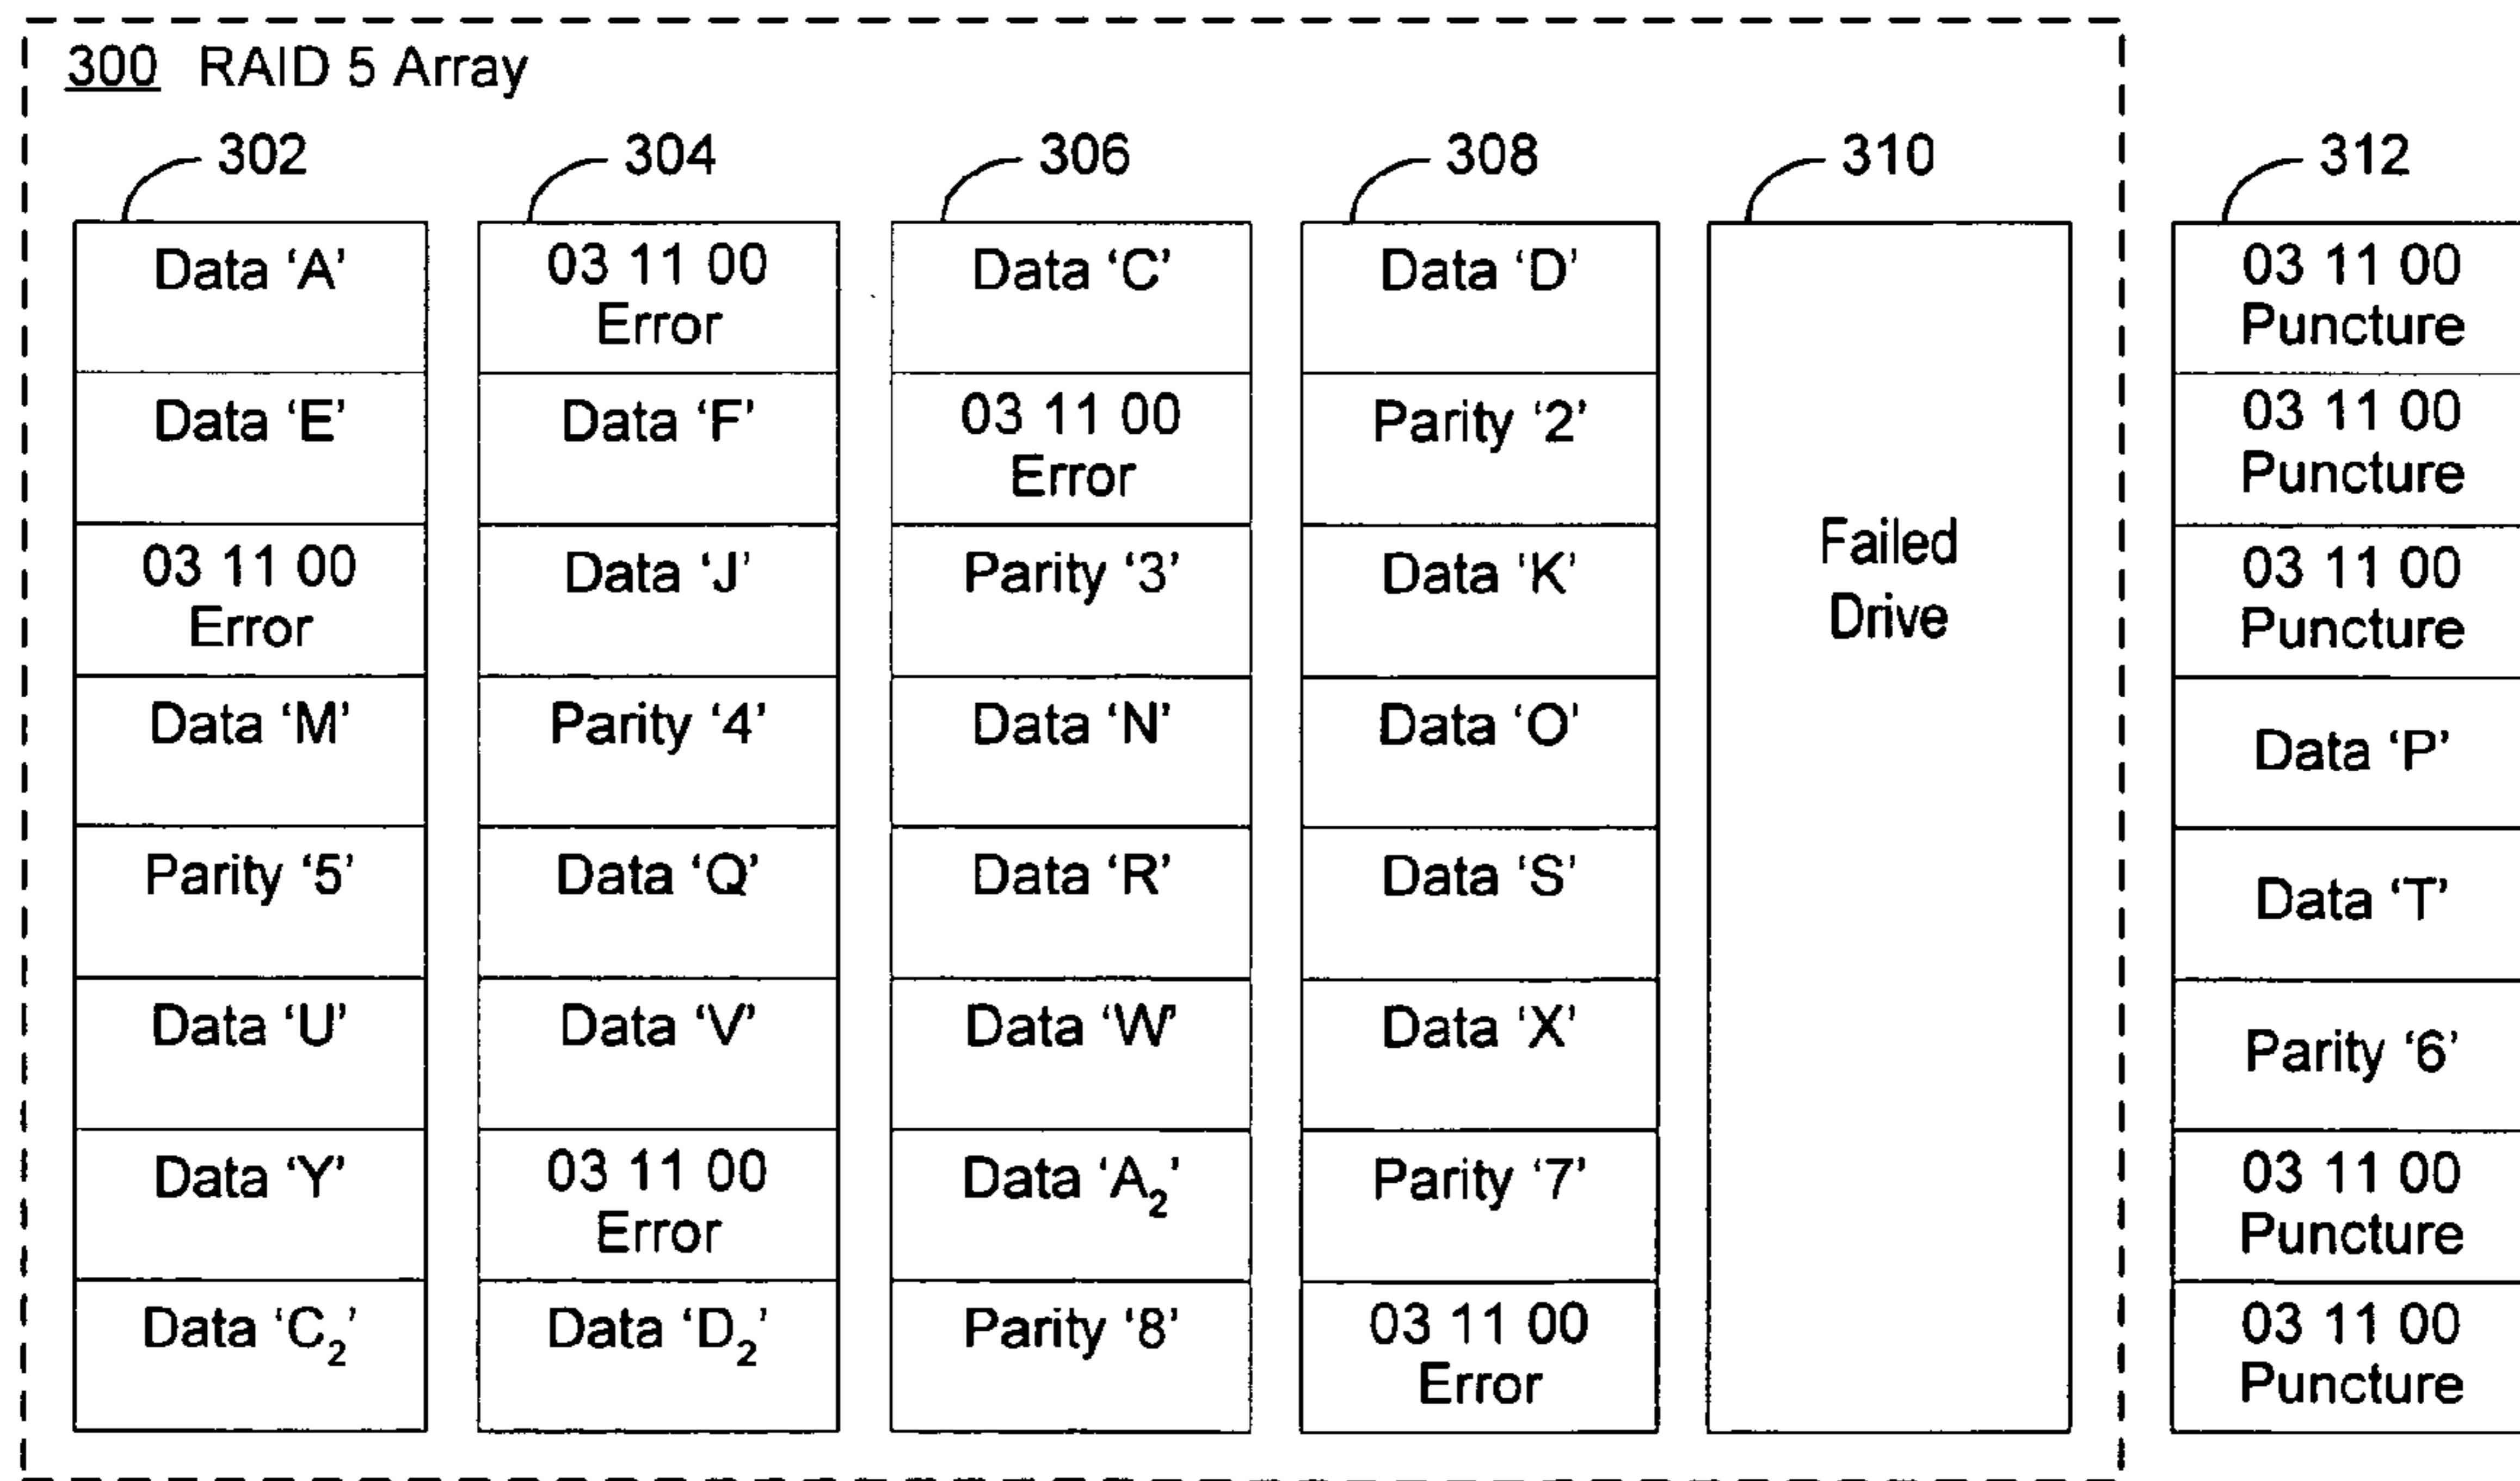 300 RAID 5 Array
302 304 306 308 310 312
Data ‘A’
Data ‘E’
03 11 00
Error
Data ‘M’
Parity ‘5’
Data ‘U’
Data ‘Y’
Data ‘C₂’
03 11 00
Error
Data ‘F’
Data ‘J’
Parity ‘4’
Data ‘Q’
Data ‘V’
03 11 00
Error
Data ‘D₂’
Data ‘C’
03 11 00
Error
Parity ‘3’
Data ‘N’
Data ‘R’
Data ‘W’
Data ‘A₂’
Parity ‘8’
Data ‘D’
Parity ‘2’
Data ‘K’
Data ‘O’
Data ‘S’
Data ‘X’
Parity ‘7’
03 11 00
Error
Failed
Drive
03 11 00
Puncture
03 11 00
Puncture
03 11 00
Puncture
Data ‘P’
Data ‘T’
Parity ‘6’
03 11 00
Puncture
03 11 00
Puncture